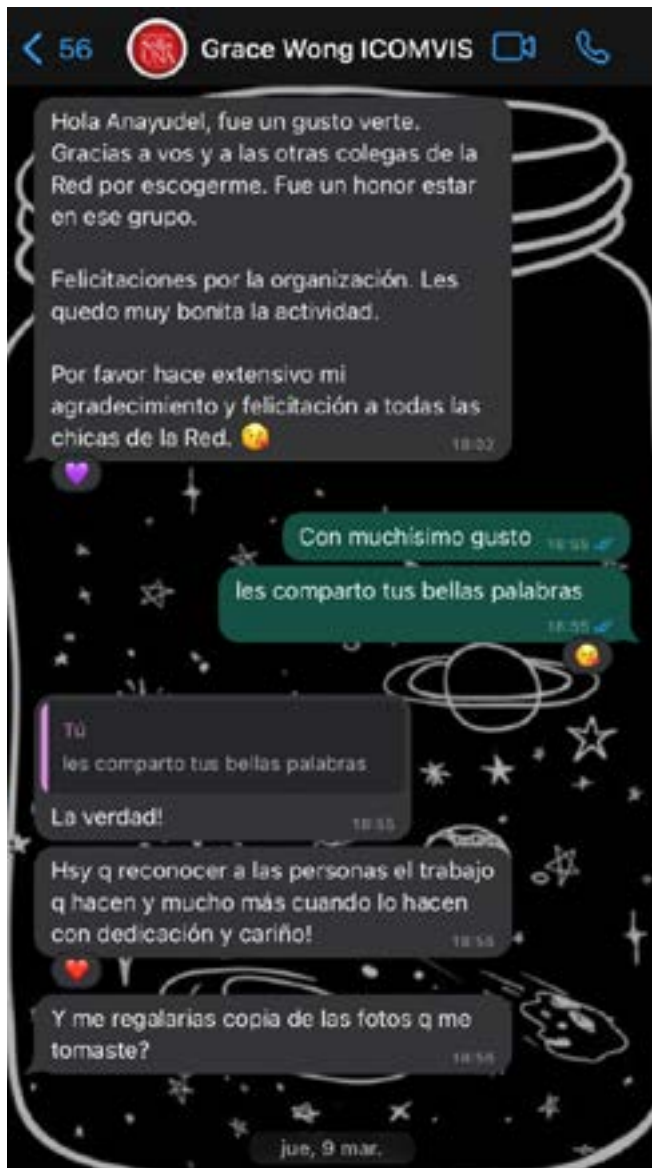 56
Grace Wong ICOMVIS
Hola Anayudel, fue un gusto verte.
Gracias a vos y a las otras colegas de la
Red por escogerme. Fue un honor estar
en ese grupo.
Felicitaciones por la organización. Les
quedo muy bonita la actividad.
Por favor hace extensivo mi
agradecimiento y felicitación a todas las
chicas de la Red. 😘
18:02
Con muchísimo gusto
18:55
les comparto tus bellas palabras
18:55
Tú
les comparto tus bellas palabras
La verdad!
18:55
Hsy q reconocer a las personas el trabajo
q hacen y mucho más cuando lo hacen
con dedicación y cariño!
18:56
Y me regalarias copia de las fotos q me
tomaste?
18:56
jue, 9 mar.